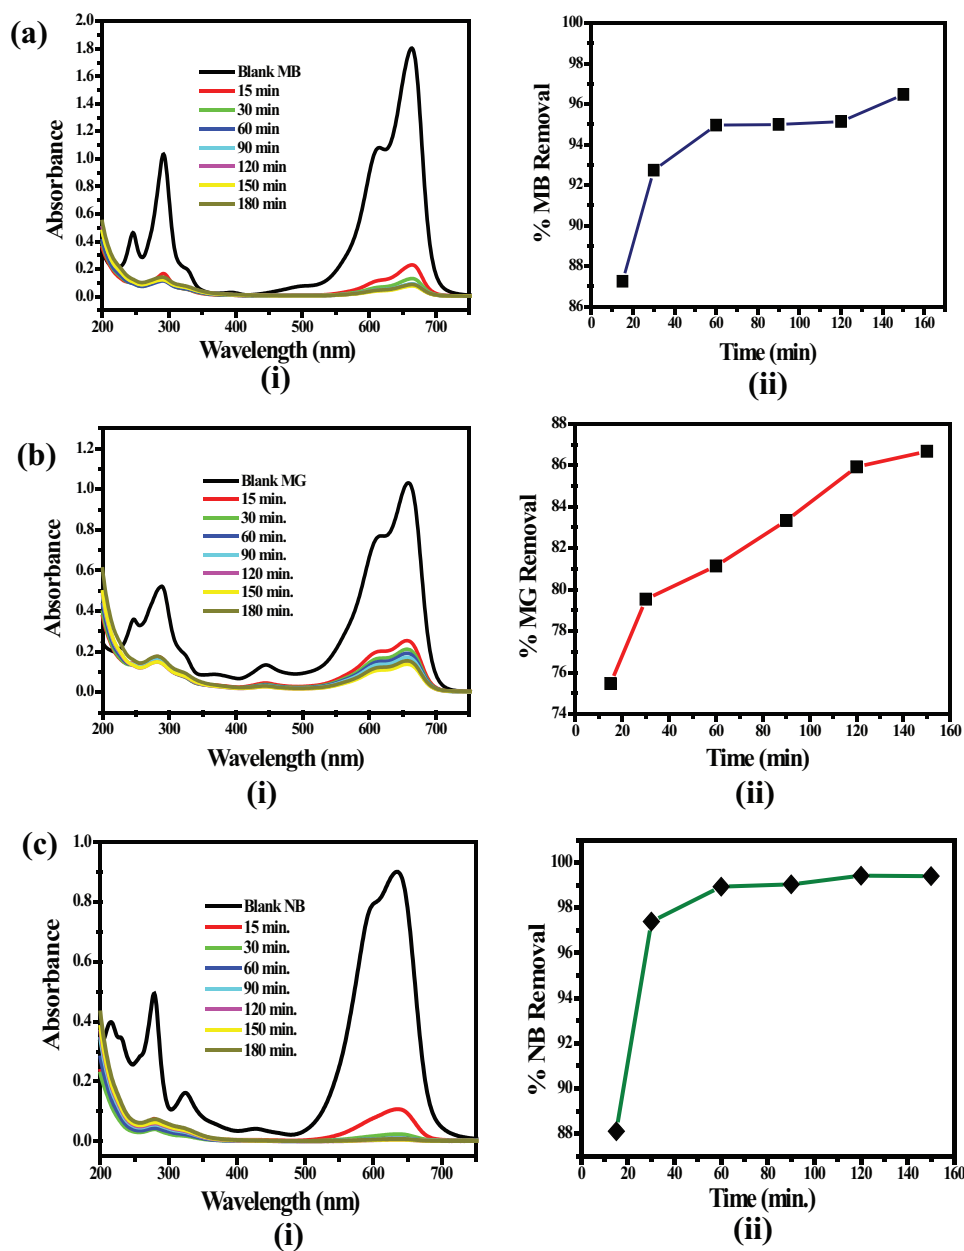 (a)
2.0
1.8
1.6
1.4
1.2
1.0
0.8
0.6
0.4
0.2
0.0
Absorbance
Blank MB
15 min
30 min
60 min
90 min
120 min
150 min
180 min
200 300 400 500 600 700
Wavelength (nm)
(i)
100
98
96
94
92
90
88
86
% MB Removal
0 20 40 60 80 100 120 140 160
Time (min)
(ii)
(b)
1.2
1.0
0.8
0.6
0.4
0.2
0.0
Absorbance
Blank MG
15 min.
30 min.
60 min.
90 min.
120 min.
150 min.
180 min.
200 300 400 500 600 700
Wavelength (nm)
(i)
88
86
84
82
80
78
76
74
% MG Removal
0 20 40 60 80 100 120 140 160
Time (min)
(ii)
(c)
1.0
0.8
0.6
0.4
0.2
0.0
Absorbance
Blank NB
15 min.
30 min.
60 min.
90 min.
120 min.
150 min.
180 min.
200 300 400 500 600 700
Wavelength (nm)
(i)
100
98
96
94
92
90
88
% NB Removal
0 20 40 60 80 100 120 140 160
Time (min.)
(ii)